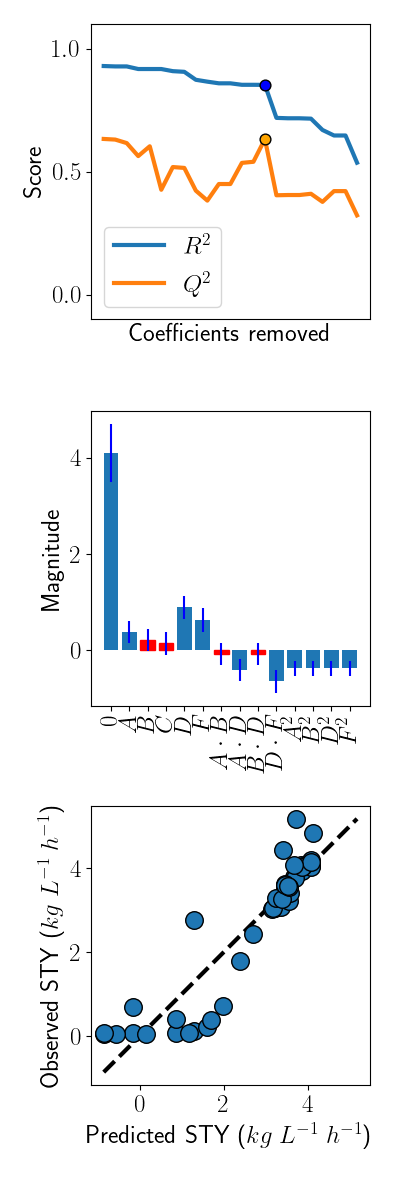 1.0
0.5
0.0
Score
R²
Q²
Coefficients removed
4
2
0
Magnitude
0
A
B
C
D
F
A · B
A · D
B · D
D · F
A²
B²
D²
F²
4
2
0
Observed STY (kg L⁻¹ h⁻¹)
0 2 4
Predicted STY (kg L⁻¹ h⁻¹)